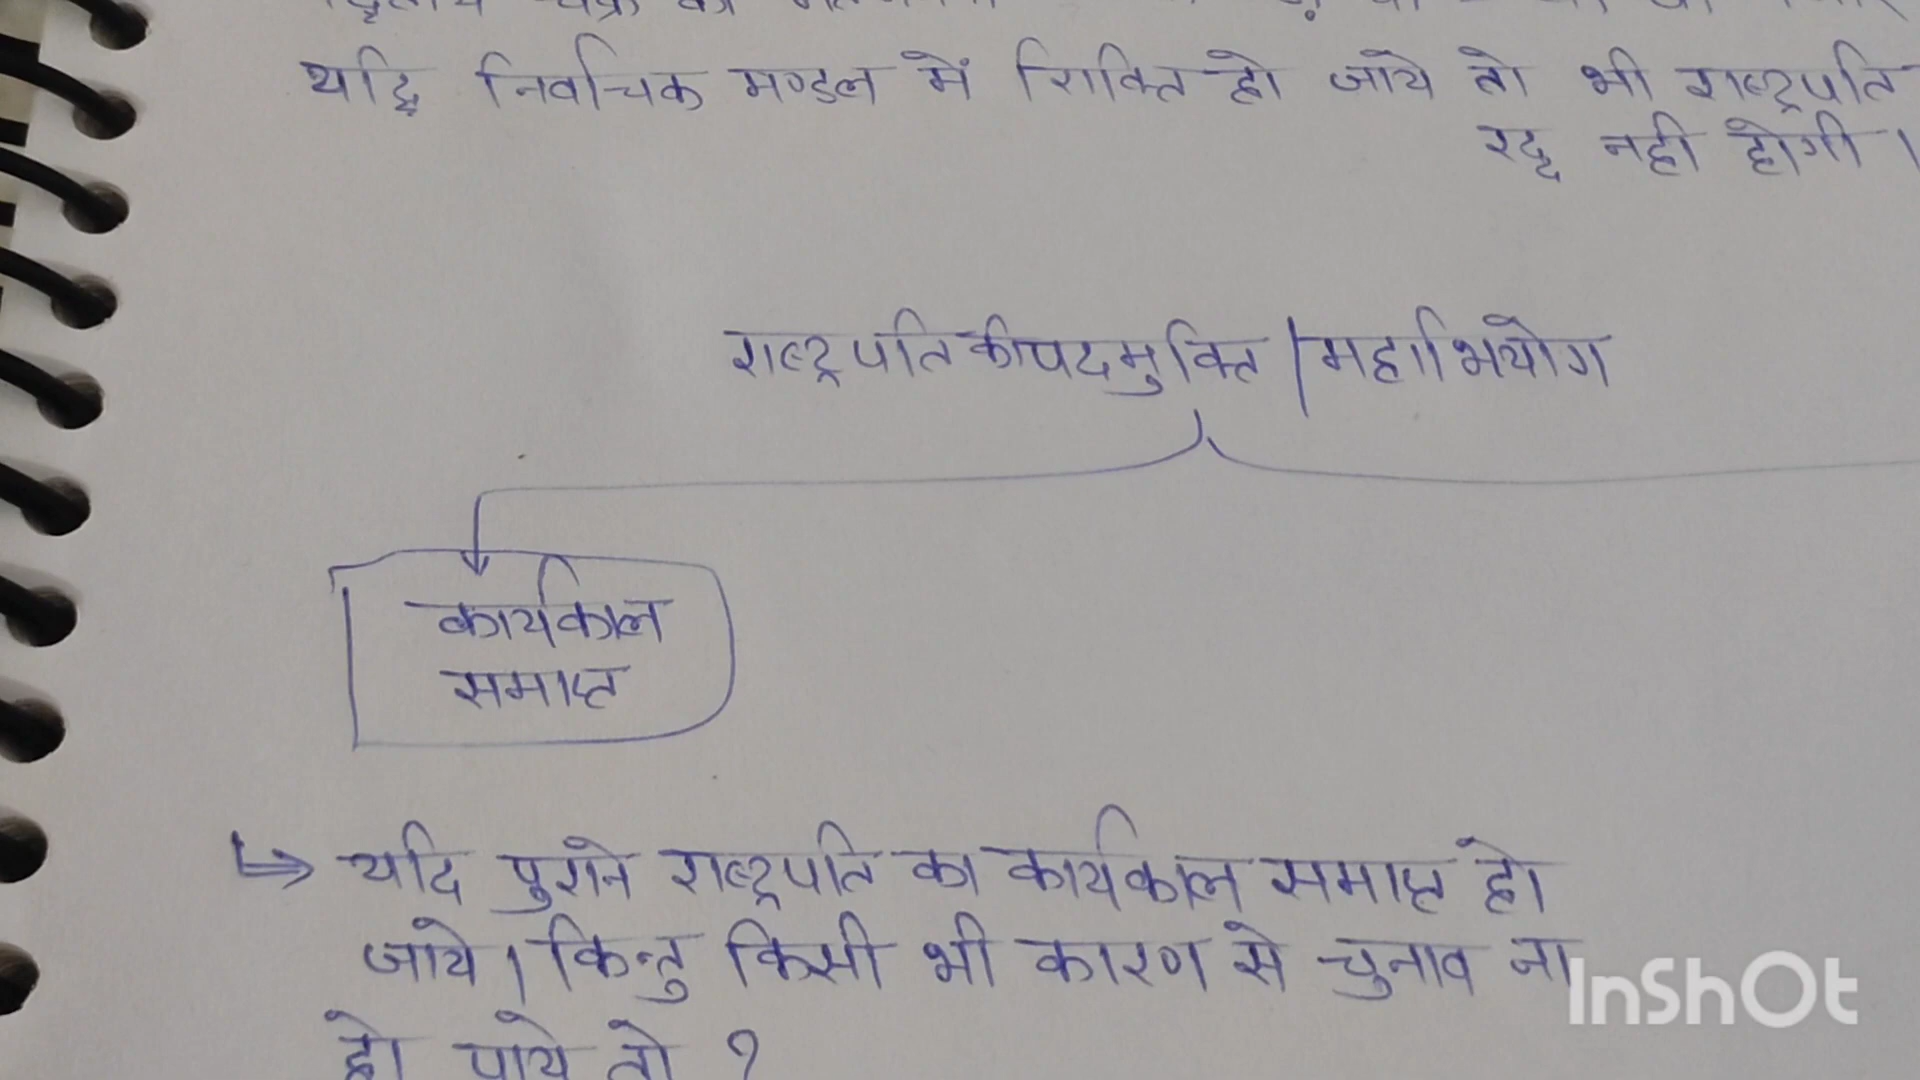 यदि निर्वाचक मण्डल में रिक्ति हो जाये तो भी राष्ट्रपति
रद्द नही होगी।
राष्ट्रपति की पदमुक्ति / महाभियोग
कार्यकाल
समाप्त
↳ यदि पुराने राष्ट्रपति का कार्यकाल समाप्त हो
जाये। किन्तु किसी भी कारण से चुनाव ना
हो पाये तो ?
InShOt